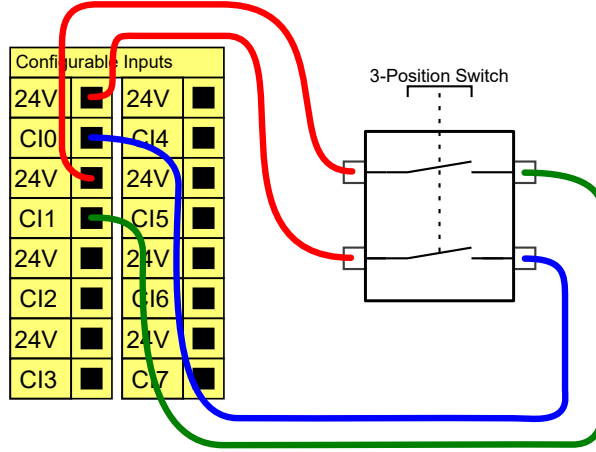 Configurable Inputs
24V 24V
CI0 CI4
24V 24V
CI1 CI5
24V 24V
CI2 CI6
24V 24V
CI3 CI7
3-Position Switch